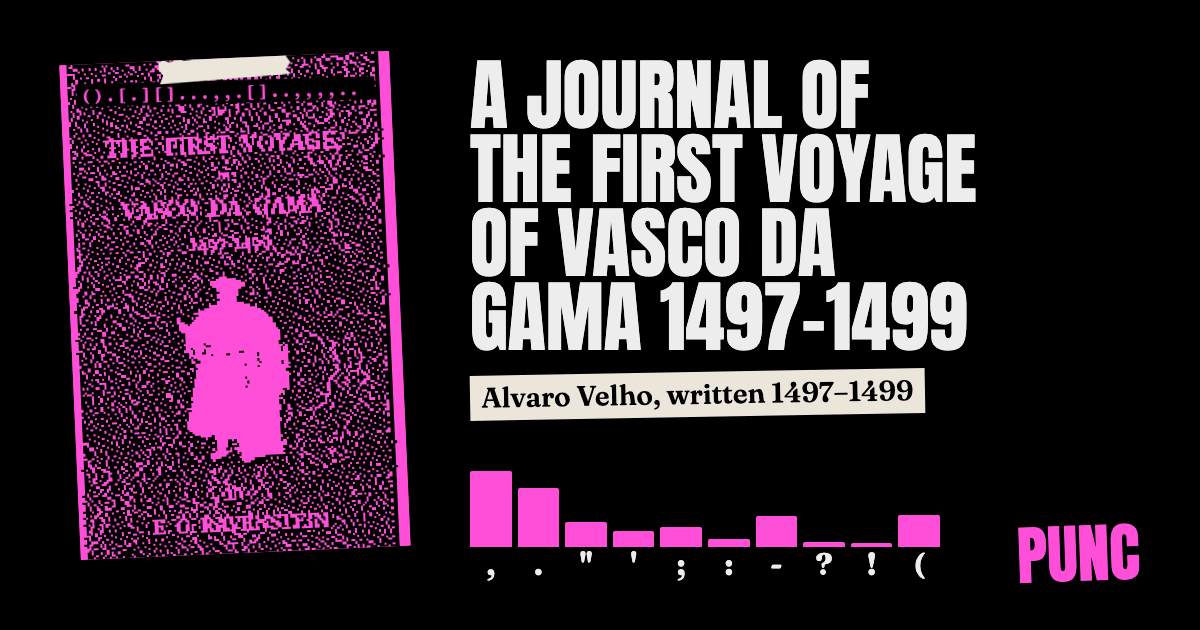 ().[.][]...,,.[].,,,,,..
THE FIRST VOYAGE
VASCO DA GAMA
1497-1499
E G RAVENSTEIN
A JOURNAL OF
THE FIRST VOYAGE
OF VASCO DA
GAMA 1497-1499
Alvaro Velho, written 1497–1499
, . " ' ; : - ? ! (
PUNC